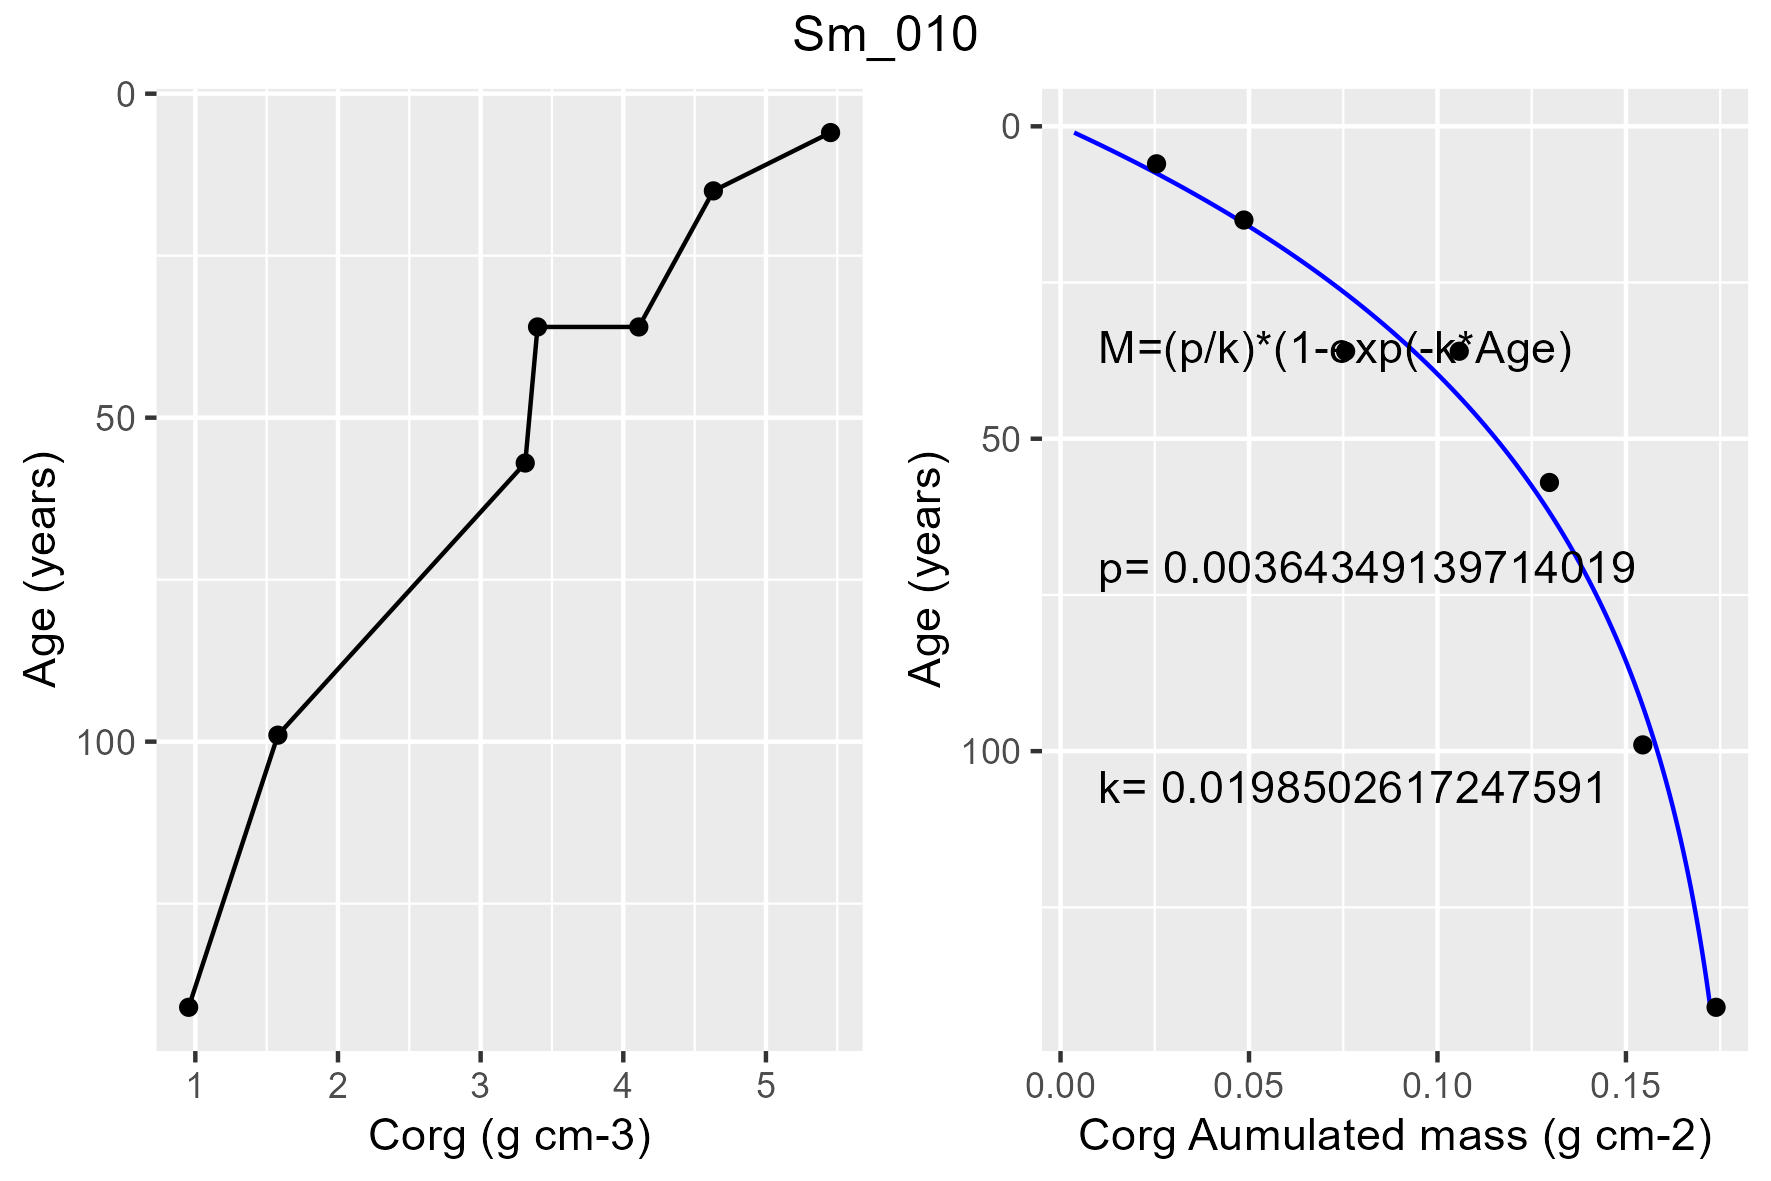 Sm_010
0
50
100
Age (years)
1 2 3 4 5
Corg (g cm-3)
0
50
100
Age (years)
M=(p/k)*(1-exp(-k*Age)
p= 0.00364349139714019
k= 0.0198502617247591
0.00 0.05 0.10 0.15
Corg Aumulated mass (g cm-2)